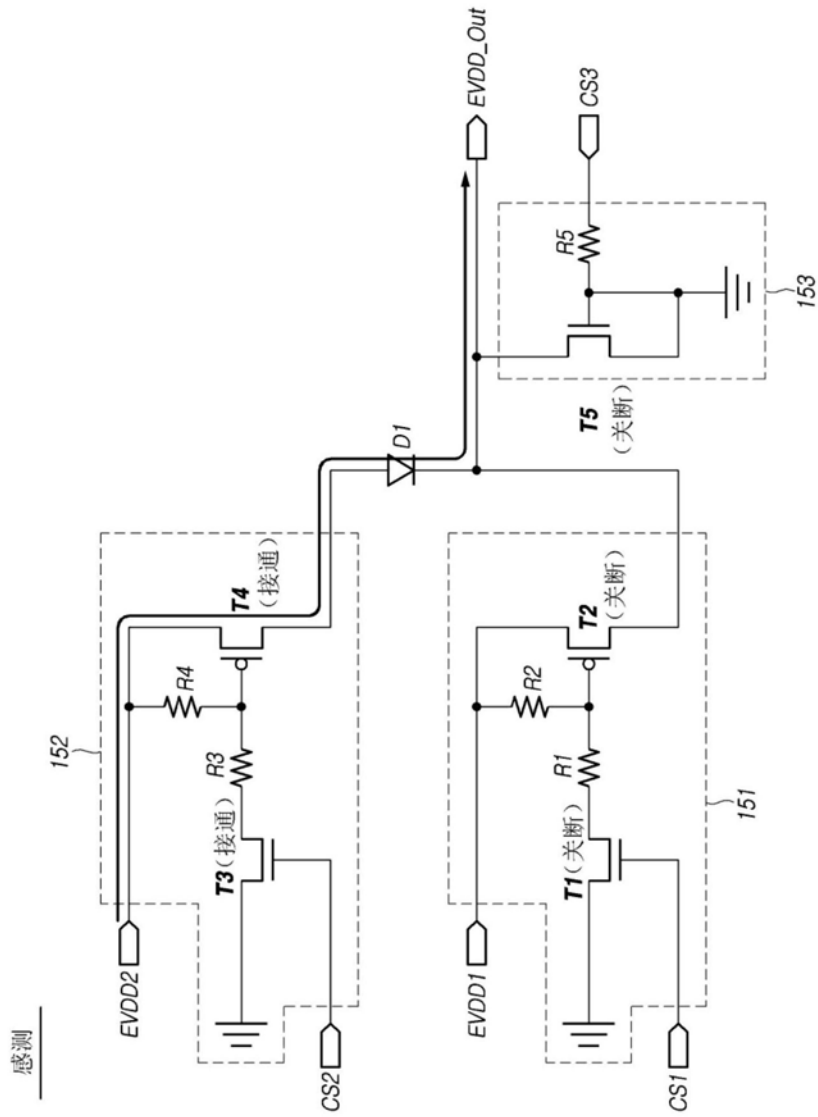 感测
EVDD2
152
R4
R3
T3(接通)
T4
(接通)
CS2
D1
EVDD_Out
EVDD1
R2
R1
T1(关断)
T2
(关断)
CS1
151
T5
(关断)
R5
CS3
153